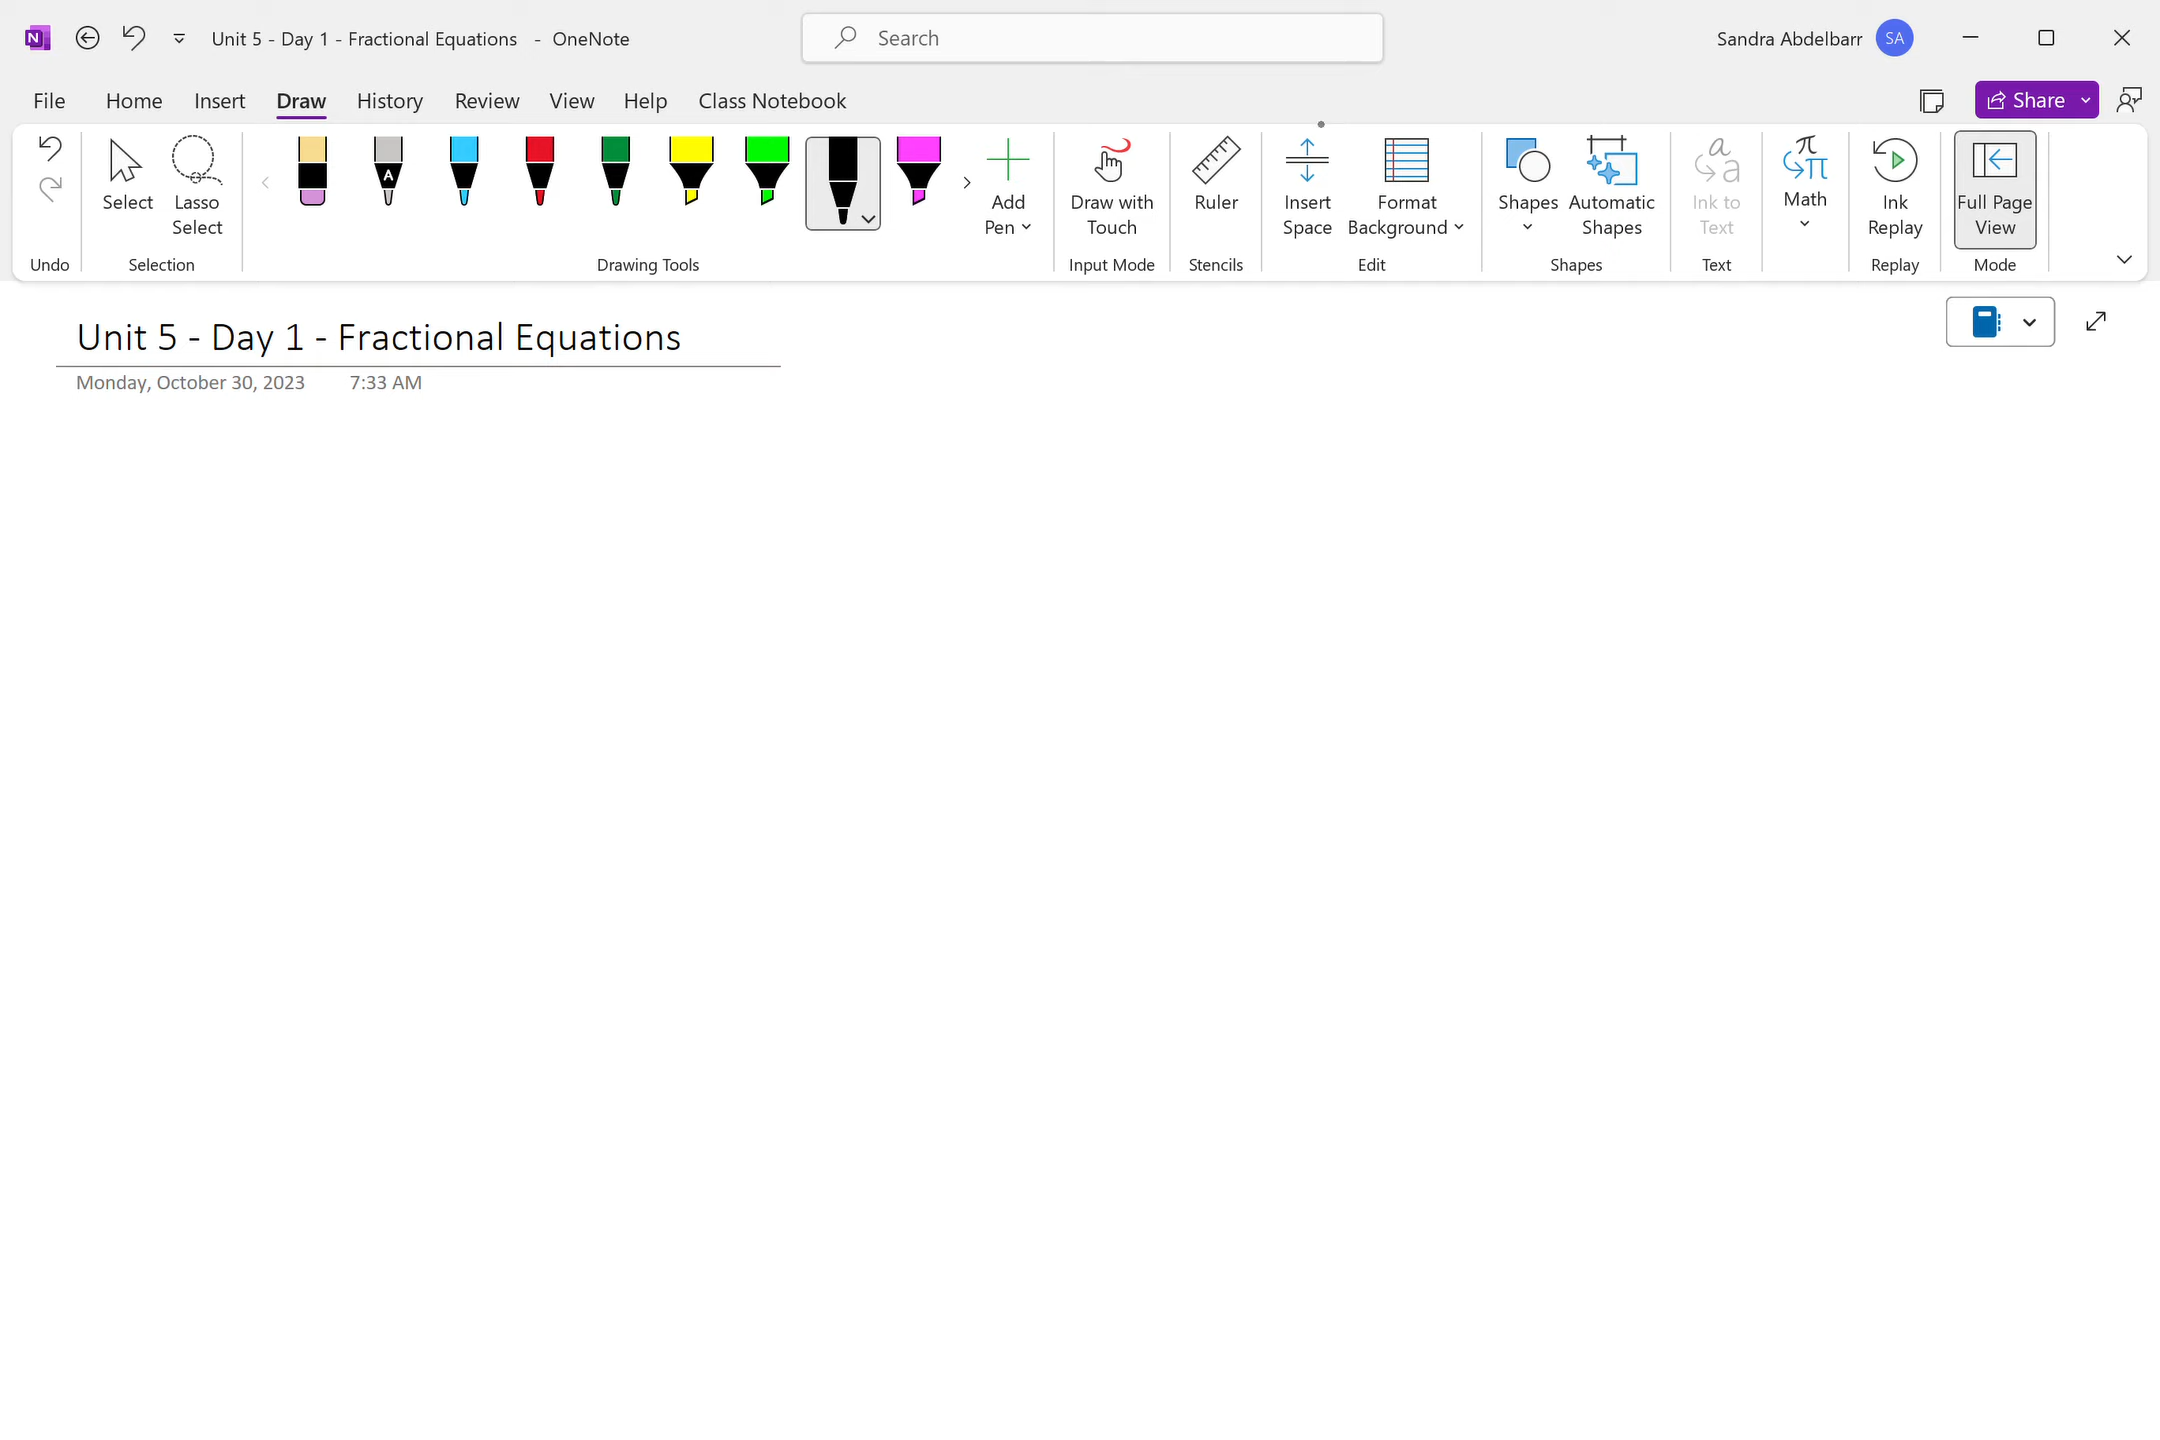 Unit 5 - Day 1 - Fractional Equations - OneNote
Search
Sandra Abdelbarr SA
File Home Insert Draw History Review View Help Class Notebook
Share
Select
Lasso Select
A
Add Pen
Draw with Touch
Ruler
Insert Space
Format Background
Shapes
Automatic Shapes
Ink to Text
Math
Ink Replay
Full Page View
Undo Selection Drawing Tools Input Mode Stencils Edit Shapes Text Replay Mode
Unit 5 - Day 1 - Fractional Equations
Monday, October 30, 2023 7:33 AM